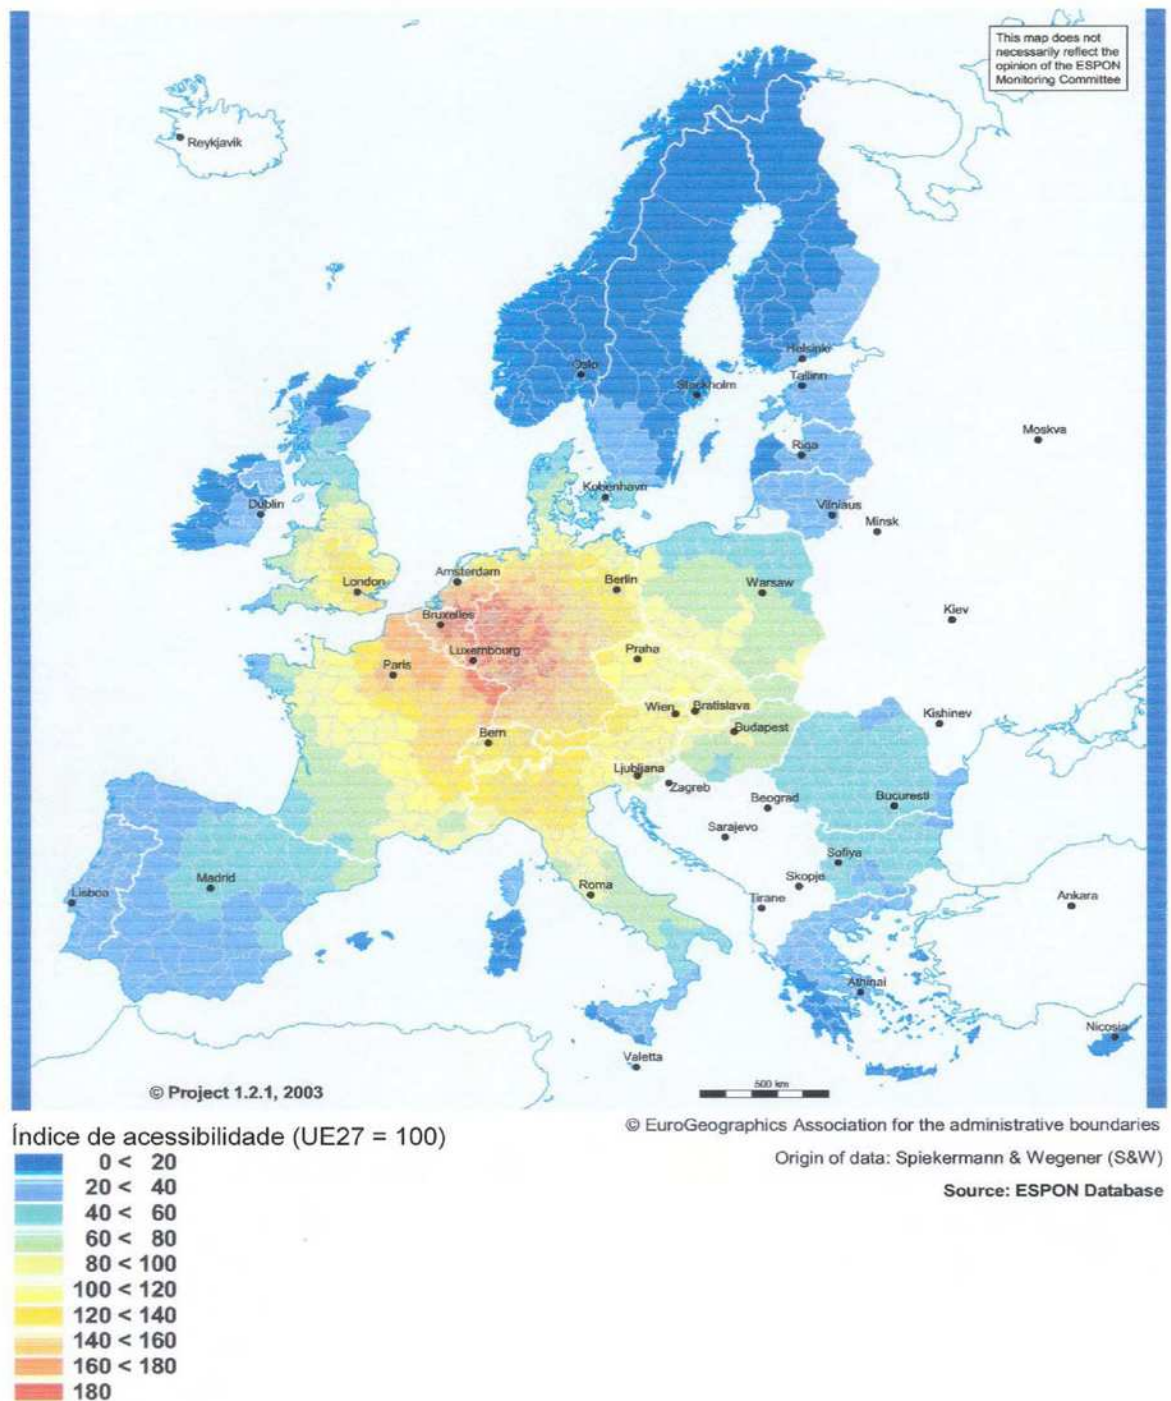 This map does not
necessarily reflect the
opinion of the ESPON
Monitoring Committee
Reykjavik
Oslo
Stockholm
Helsinki
Tallinn
Riga
Moskva
Kobenhavn
Vilniaus
Minsk
Dublin
London
Amsterdam
Berlin
Warsaw
Kiev
Bruxelles
Luxembourg
Paris
Praha
Wien
Bratislava
Kishinev
Bern
Budapest
Ljubljana
Zagreb
Beograd
Bucuresti
Sarajevo
Sofiya
Madrid
Lisboa
Roma
Skopje
Tirane
Ankara
Athinai
Nicosia
Valetta
500 km
© Project 1.2.1, 2003
Índice de acessibilidade (UE27 = 100)
0 < 20
20 < 40
40 < 60
60 < 80
80 < 100
100 < 120
120 < 140
140 < 160
160 < 180
180
© EuroGeographics Association for the administrative boundaries
Origin of data: Spiekermann & Wegener (S&W)
Source: ESPON Database